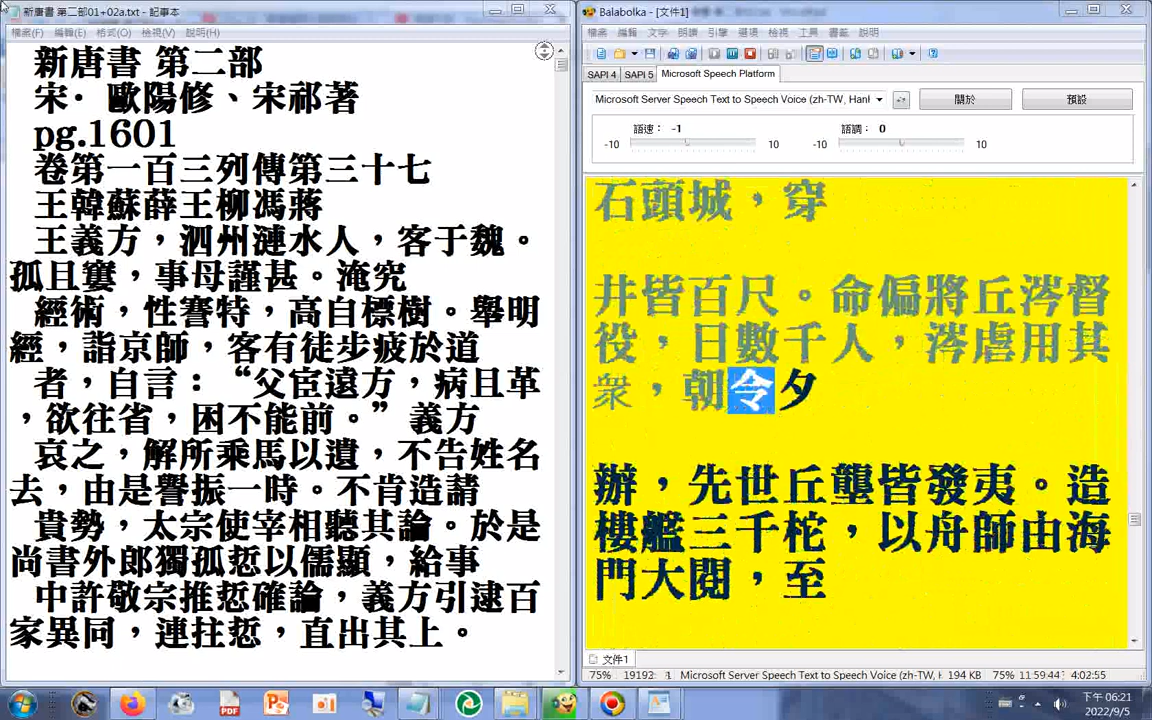 新唐書 第二部01+02a.txt - 記事本
檔案(F) 編輯(E) 格式(O) 檢視(V) 說明(H)
新唐書 第二部
宋·歐陽修、宋祁著
pg.1601
卷第一百三列傳第三十七
王韓蘇薛王柳馮蔣
王義方，泗州漣水人，客于魏。
孤且窶，事母謹甚。淹究
經術，性謇特，高自標樹。舉明
經，詣京師，客有徒步疲於道
者，自言：“父宦遠方，病且革
，欲往省，困不能前。”義方
哀之，解所乘馬以遺，不告姓名
去，由是譽振一時。不肯造請
貴勢，太宗使宰相聽其論。於是
尚書外郎獨孤悊以儒顯，給事
中許敬宗推悊確論，義方引逮百
家異同，連拄悊，直出其上。
Balabolka - [文件1]
檔案 編輯 文字 朗讀 引擎 選項 檢視 工具 書籤 說明
SAPI 4 SAPI 5 Microsoft Speech Platform
Microsoft Server Speech Text to Speech Voice (zh-TW, Hanl
關於 預設
語速： -1 語調： 0
-10 10 -10 10
石頭城，穿
井皆百尺。命偏將丘涔督
役，日數千人，涔虐用其
衆，朝令夕
辦，先世丘壟皆發夷。造
樓艦三千柁，以舟師由海
門大閱，至
文件1
75% 19192: 1 Microsoft Server Speech Text to Speech Voice (zh-TW, 194 KB 75% 11:59:44 4:02:55
下午 06:21
2022/9/5